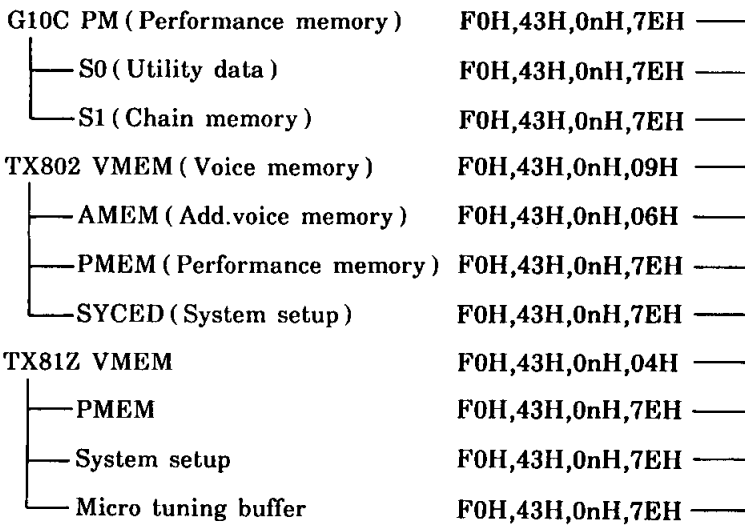 G10C PM ( Performance memory ) F0H,43H,0nH,7EH
S0 ( Utility data ) F0H,43H,0nH,7EH
S1 ( Chain memory ) F0H,43H,0nH,7EH
TX802 VMEM ( Voice memory ) F0H,43H,0nH,09H
AMEM ( Add.voice memory ) F0H,43H,0nH,06H
PMEM ( Performance memory ) F0H,43H,0nH,7EH
SYCED ( System setup ) F0H,43H,0nH,7EH
TX81Z VMEM F0H,43H,0nH,04H
PMEM F0H,43H,0nH,7EH
System setup F0H,43H,0nH,7EH
Micro tuning buffer F0H,43H,0nH,7EH